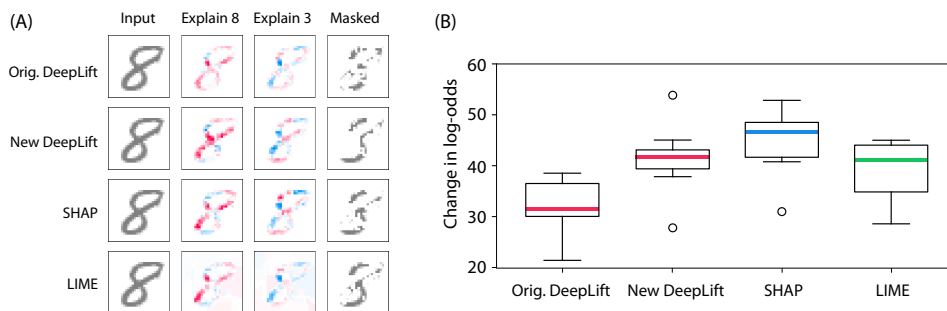 (A)
Input Explain 8 Explain 3 Masked
Orig. DeepLift
New DeepLift
SHAP
LIME
(B)
Change in log-odds
60
50
40
30
20
Orig. DeepLift New DeepLift SHAP LIME